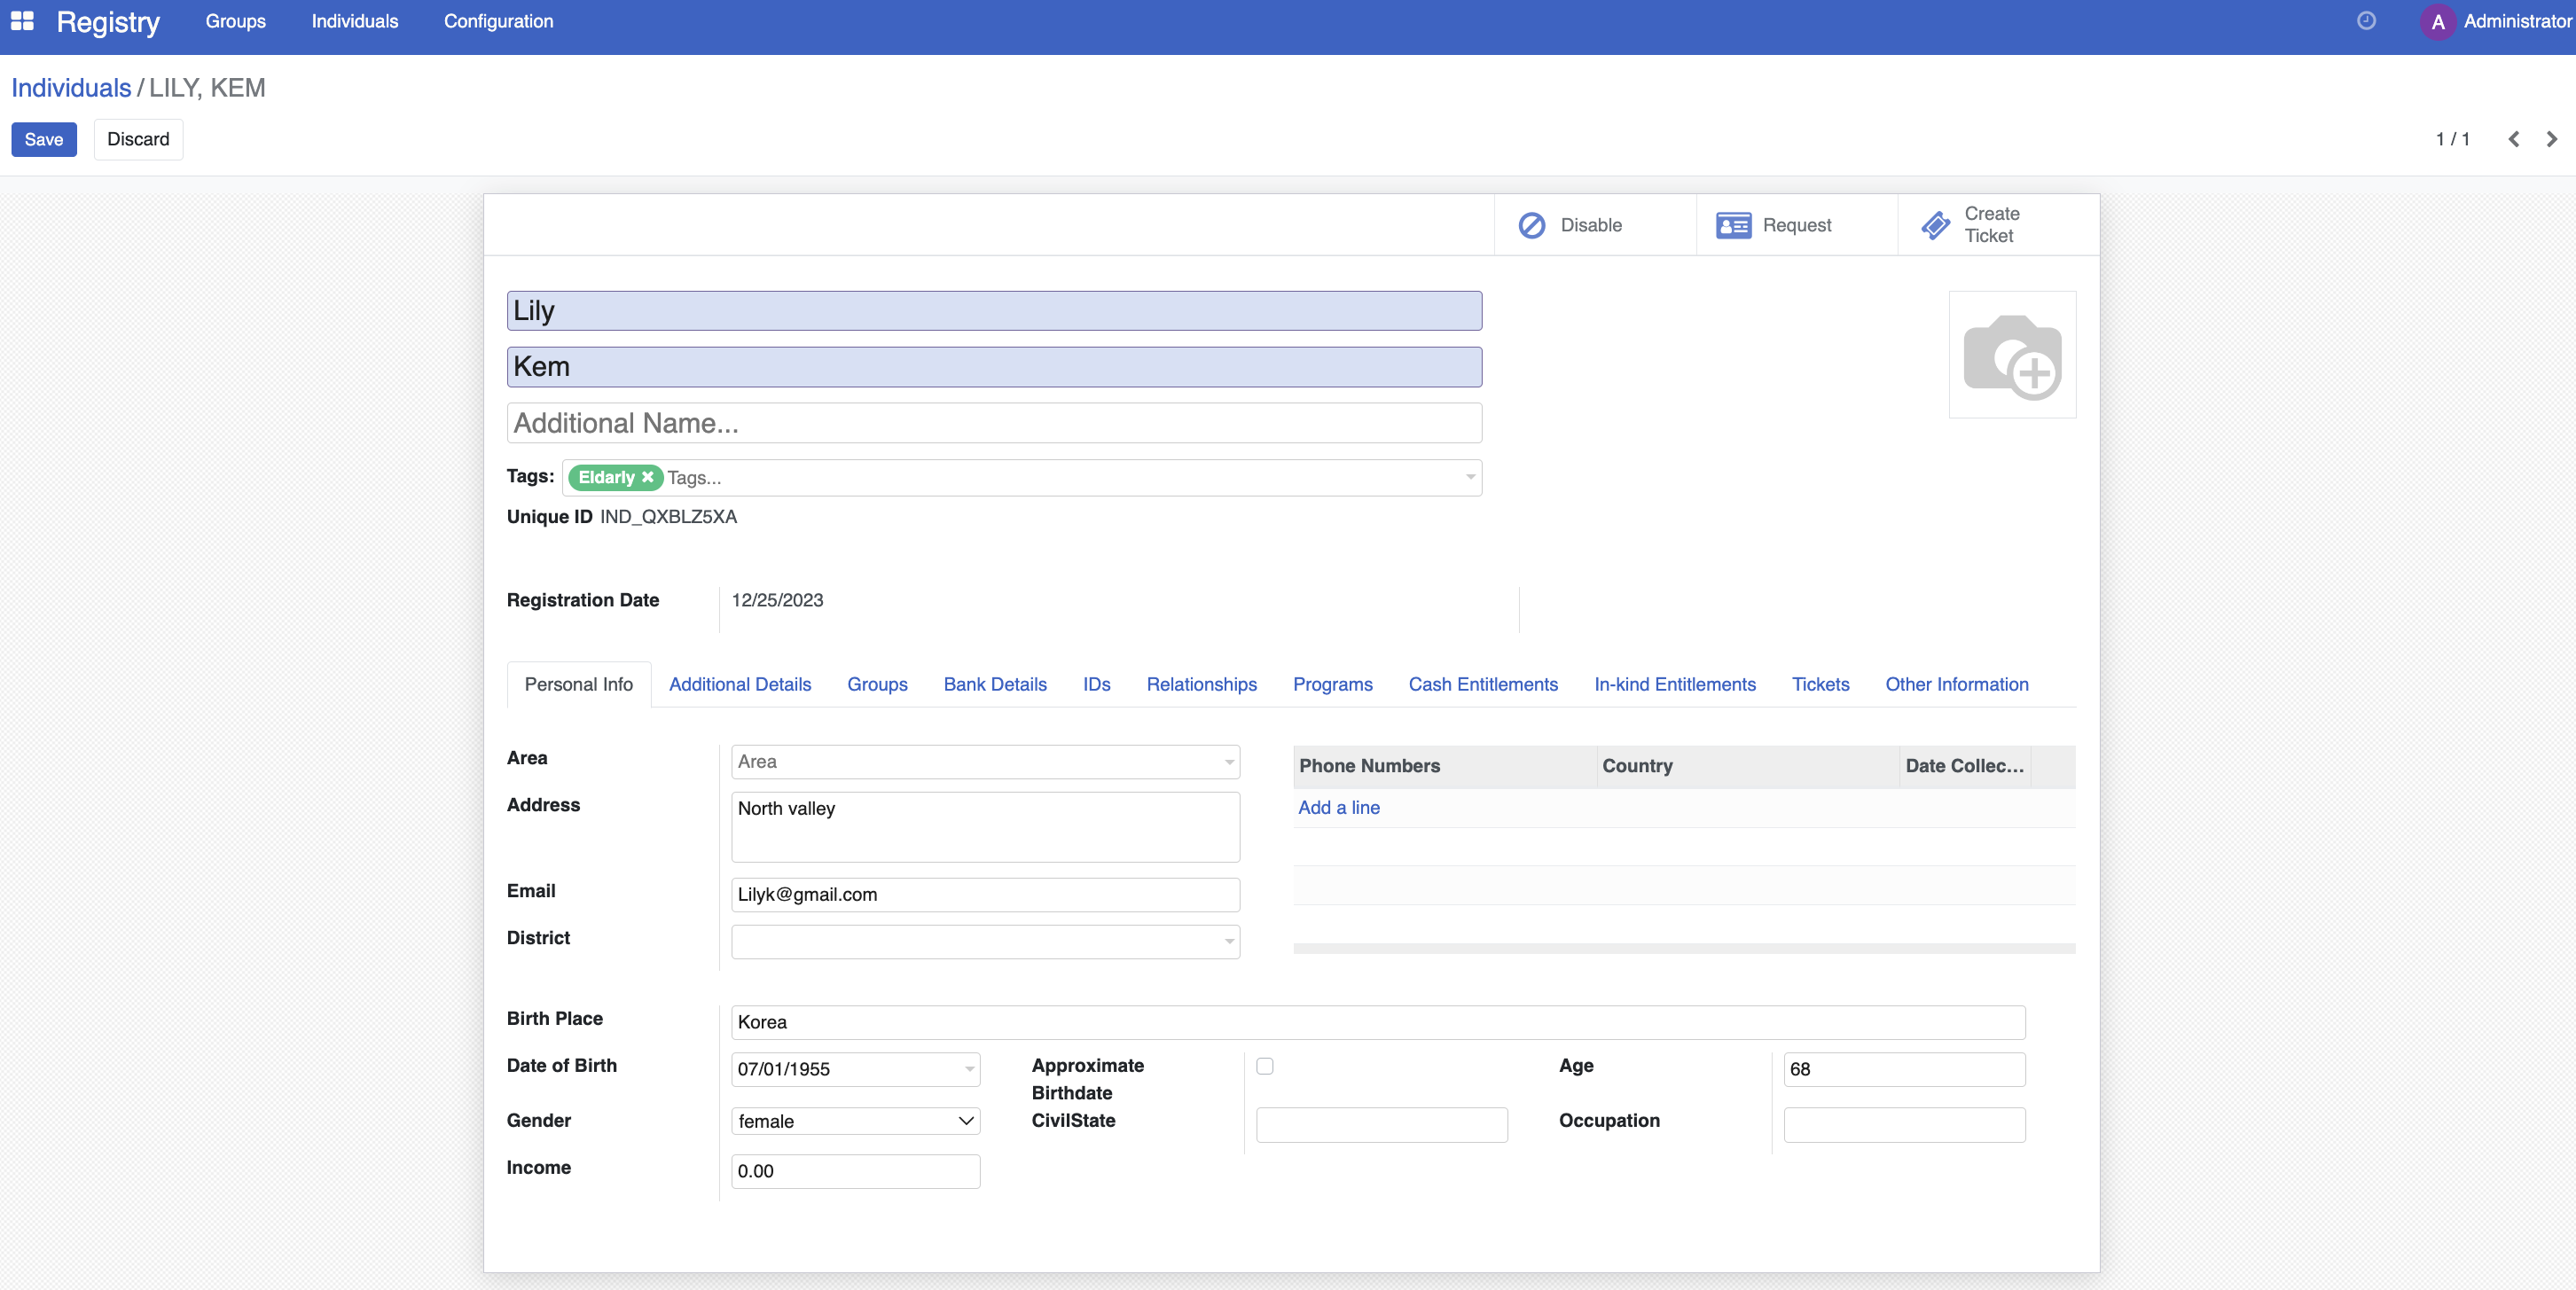 Registry Groups Individuals Configuration A Administrator
Individuals / LILY, KEM
Save Discard 1 / 1
Disable Request Create Ticket
Lily
Kem
Additional Name...
Tags: Eldarly Tags...
Unique ID IND_QXBLZ5XA
Registration Date 12/25/2023
Personal Info Additional Details Groups Bank Details IDs Relationships Programs Cash Entitlements In-kind Entitlements Tickets Other Information
Area Area
Address North valley
Email Lilyk@gmail.com
District
Phone Numbers Country Date Collec...
Add a line
Birth Place Korea
Date of Birth 07/01/1955 Approximate Birthdate Age 68
Gender female CivilState Occupation
Income 0.00